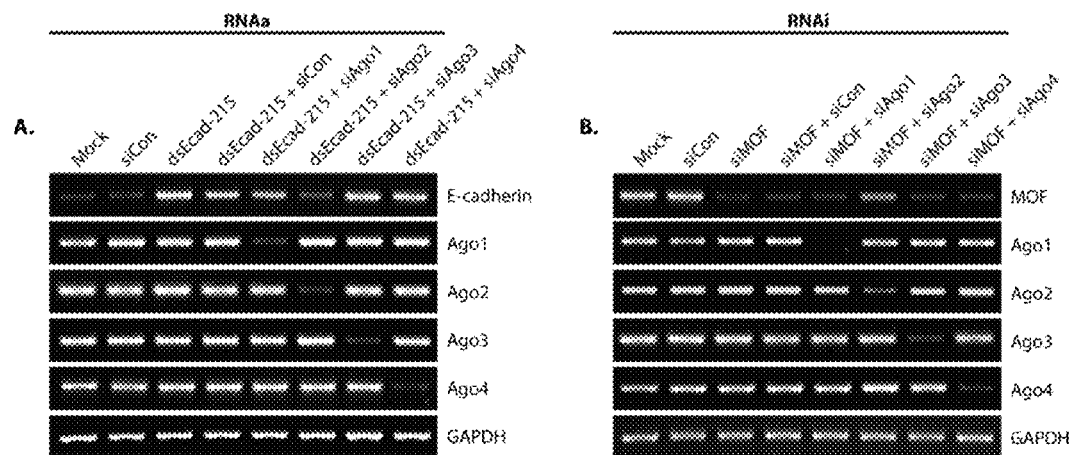 RNAa
A.
Mock
siCon
dsEcad-215
dsEcad-215 + siCon
dsEcad-215 + siAgo1
dsEcad-215 + siAgo2
dsEcad-215 + siAgo3
dsEcad-215 + siAgo4
E-cadherin
Ago1
Ago2
Ago3
Ago4
GAPDH
RNAi
B.
Mock
siCon
siMOF
siMOF + siCon
siMOF + siAgo1
siMOF + siAgo2
siMOF + siAgo3
siMOF + siAgo4
MOF
Ago1
Ago2
Ago3
Ago4
GAPDH